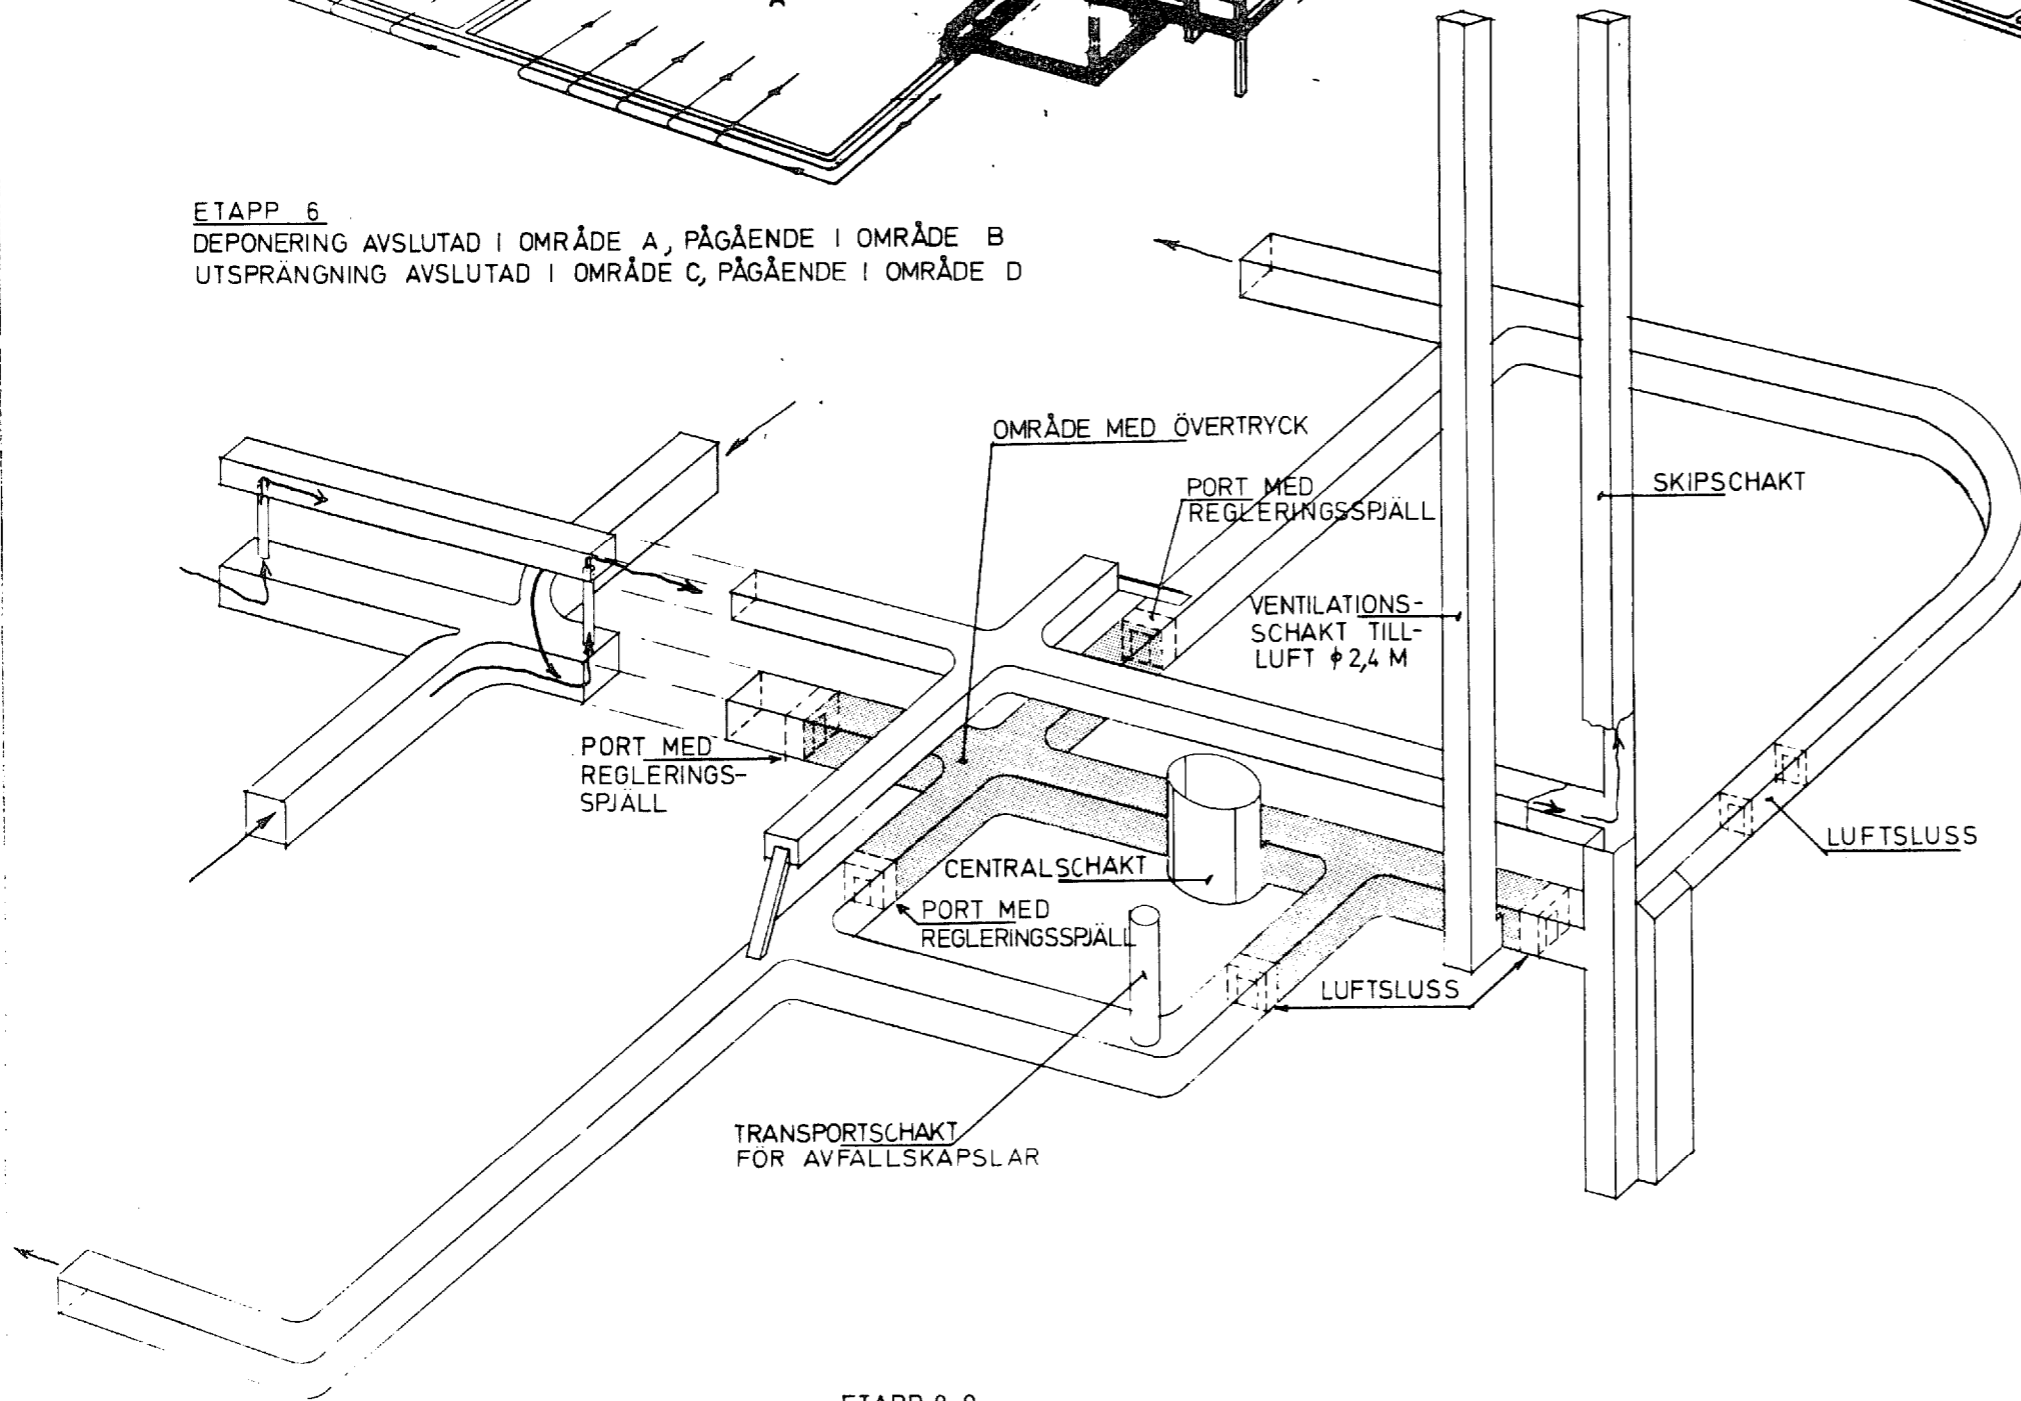 ETAPP 6
DEPONERING AVSLUTAD I OMRÅDE A, PÅGÅENDE I OMRÅDE B
UTSPRÄNGNING AVSLUTAD I OMRÅDE C, PÅGÅENDE I OMRÅDE D
OMRÅDE MED ÖVERTRYCK
PORT MED
REGLERINGSSPJÄLL
SKIPSCHAKT
VENTILATIONS-
SCHAKT TILL-
LUFT ϕ 2,4 M
PORT MED
REGLERINGS-
SPJÄLL
LUFTSLUSS
CENTRALSCHAKT
PORT MED
REGLERINGSSPJÄLL
LUFTSLUSS
TRANSPORTSCHAKT
FÖR AVFALLSKAPSLAR